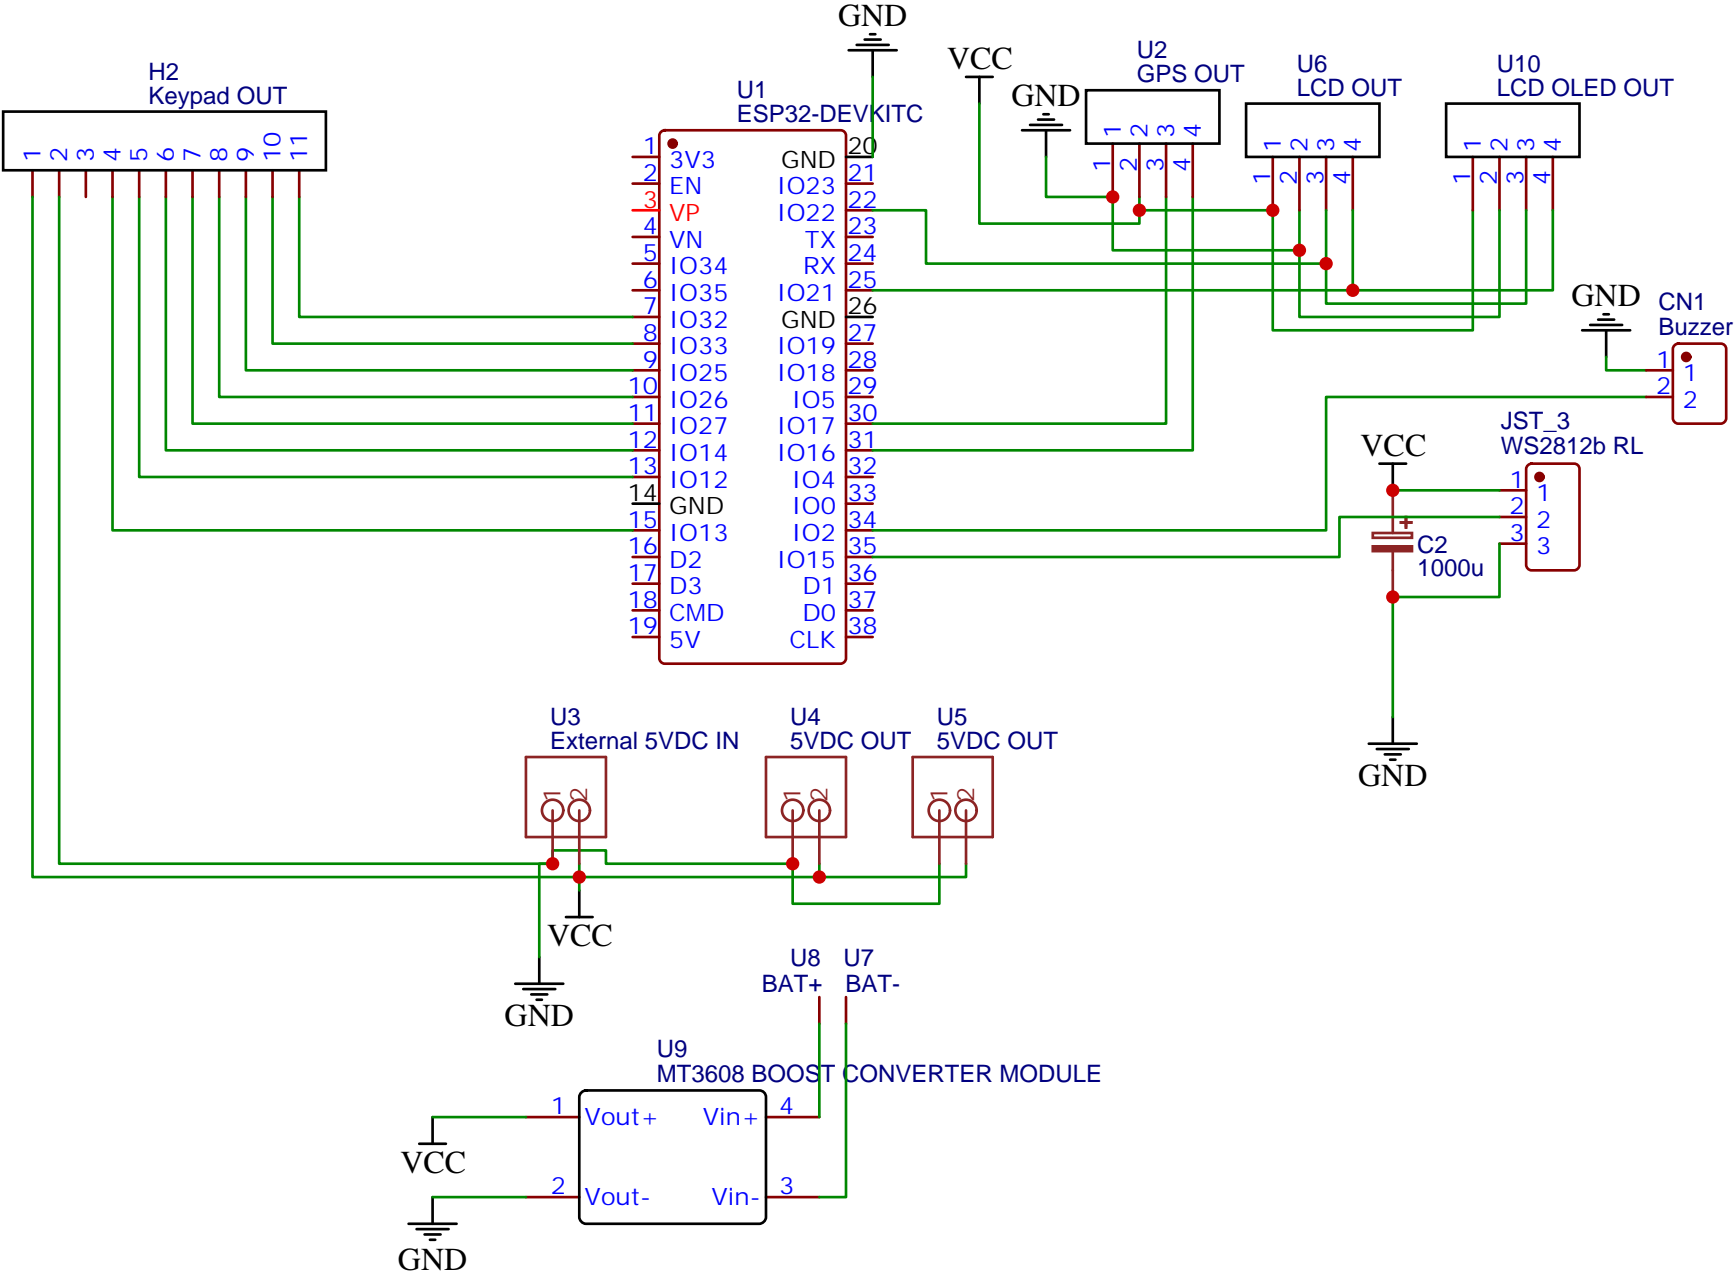 GND
VCC
GND
U2
GPS OUT
1 2 3 4
1 2 3 4
U6
LCD OUT
1 2 3 4
1 2 3 4
U10
LCD OLED OUT
1 2 3 4
1 2 3 4
H2
Keypad OUT
1 2 3 4 5 6 7 8 9 10 11
U1
ESP32-DEVKITC
1 3V3 GND 20
2 EN IO23 21
3 VP IO22 22
4 VN TX 23
5 IO34 RX 24
6 IO35 IO21 25
7 IO32 GND 26
8 IO33 IO19 27
9 IO25 IO18 28
10 IO26 IO5 29
11 IO27 IO17 30
12 IO14 IO16 31
13 IO12 IO4 32
14 GND IO0 33
15 IO13 IO2 34
16 D2 IO15 35
17 D3 D1 36
18 CMD D0 37
19 5V CLK 38
GND
CN1
Buzzer
1 1
2 2
JST_3
WS2812b RL
VCC
1 1
2 2
3 3
+
C2
1000u
GND
U3
External 5VDC IN
1 2
U4
5VDC OUT
1 2
U5
5VDC OUT
1 2
VCC
GND
U8 U7
BAT+ BAT-
U9
MT3608 BOOST CONVERTER MODULE
1 Vout+ Vin+ 4
VCC
2 Vout- Vin- 3
GND